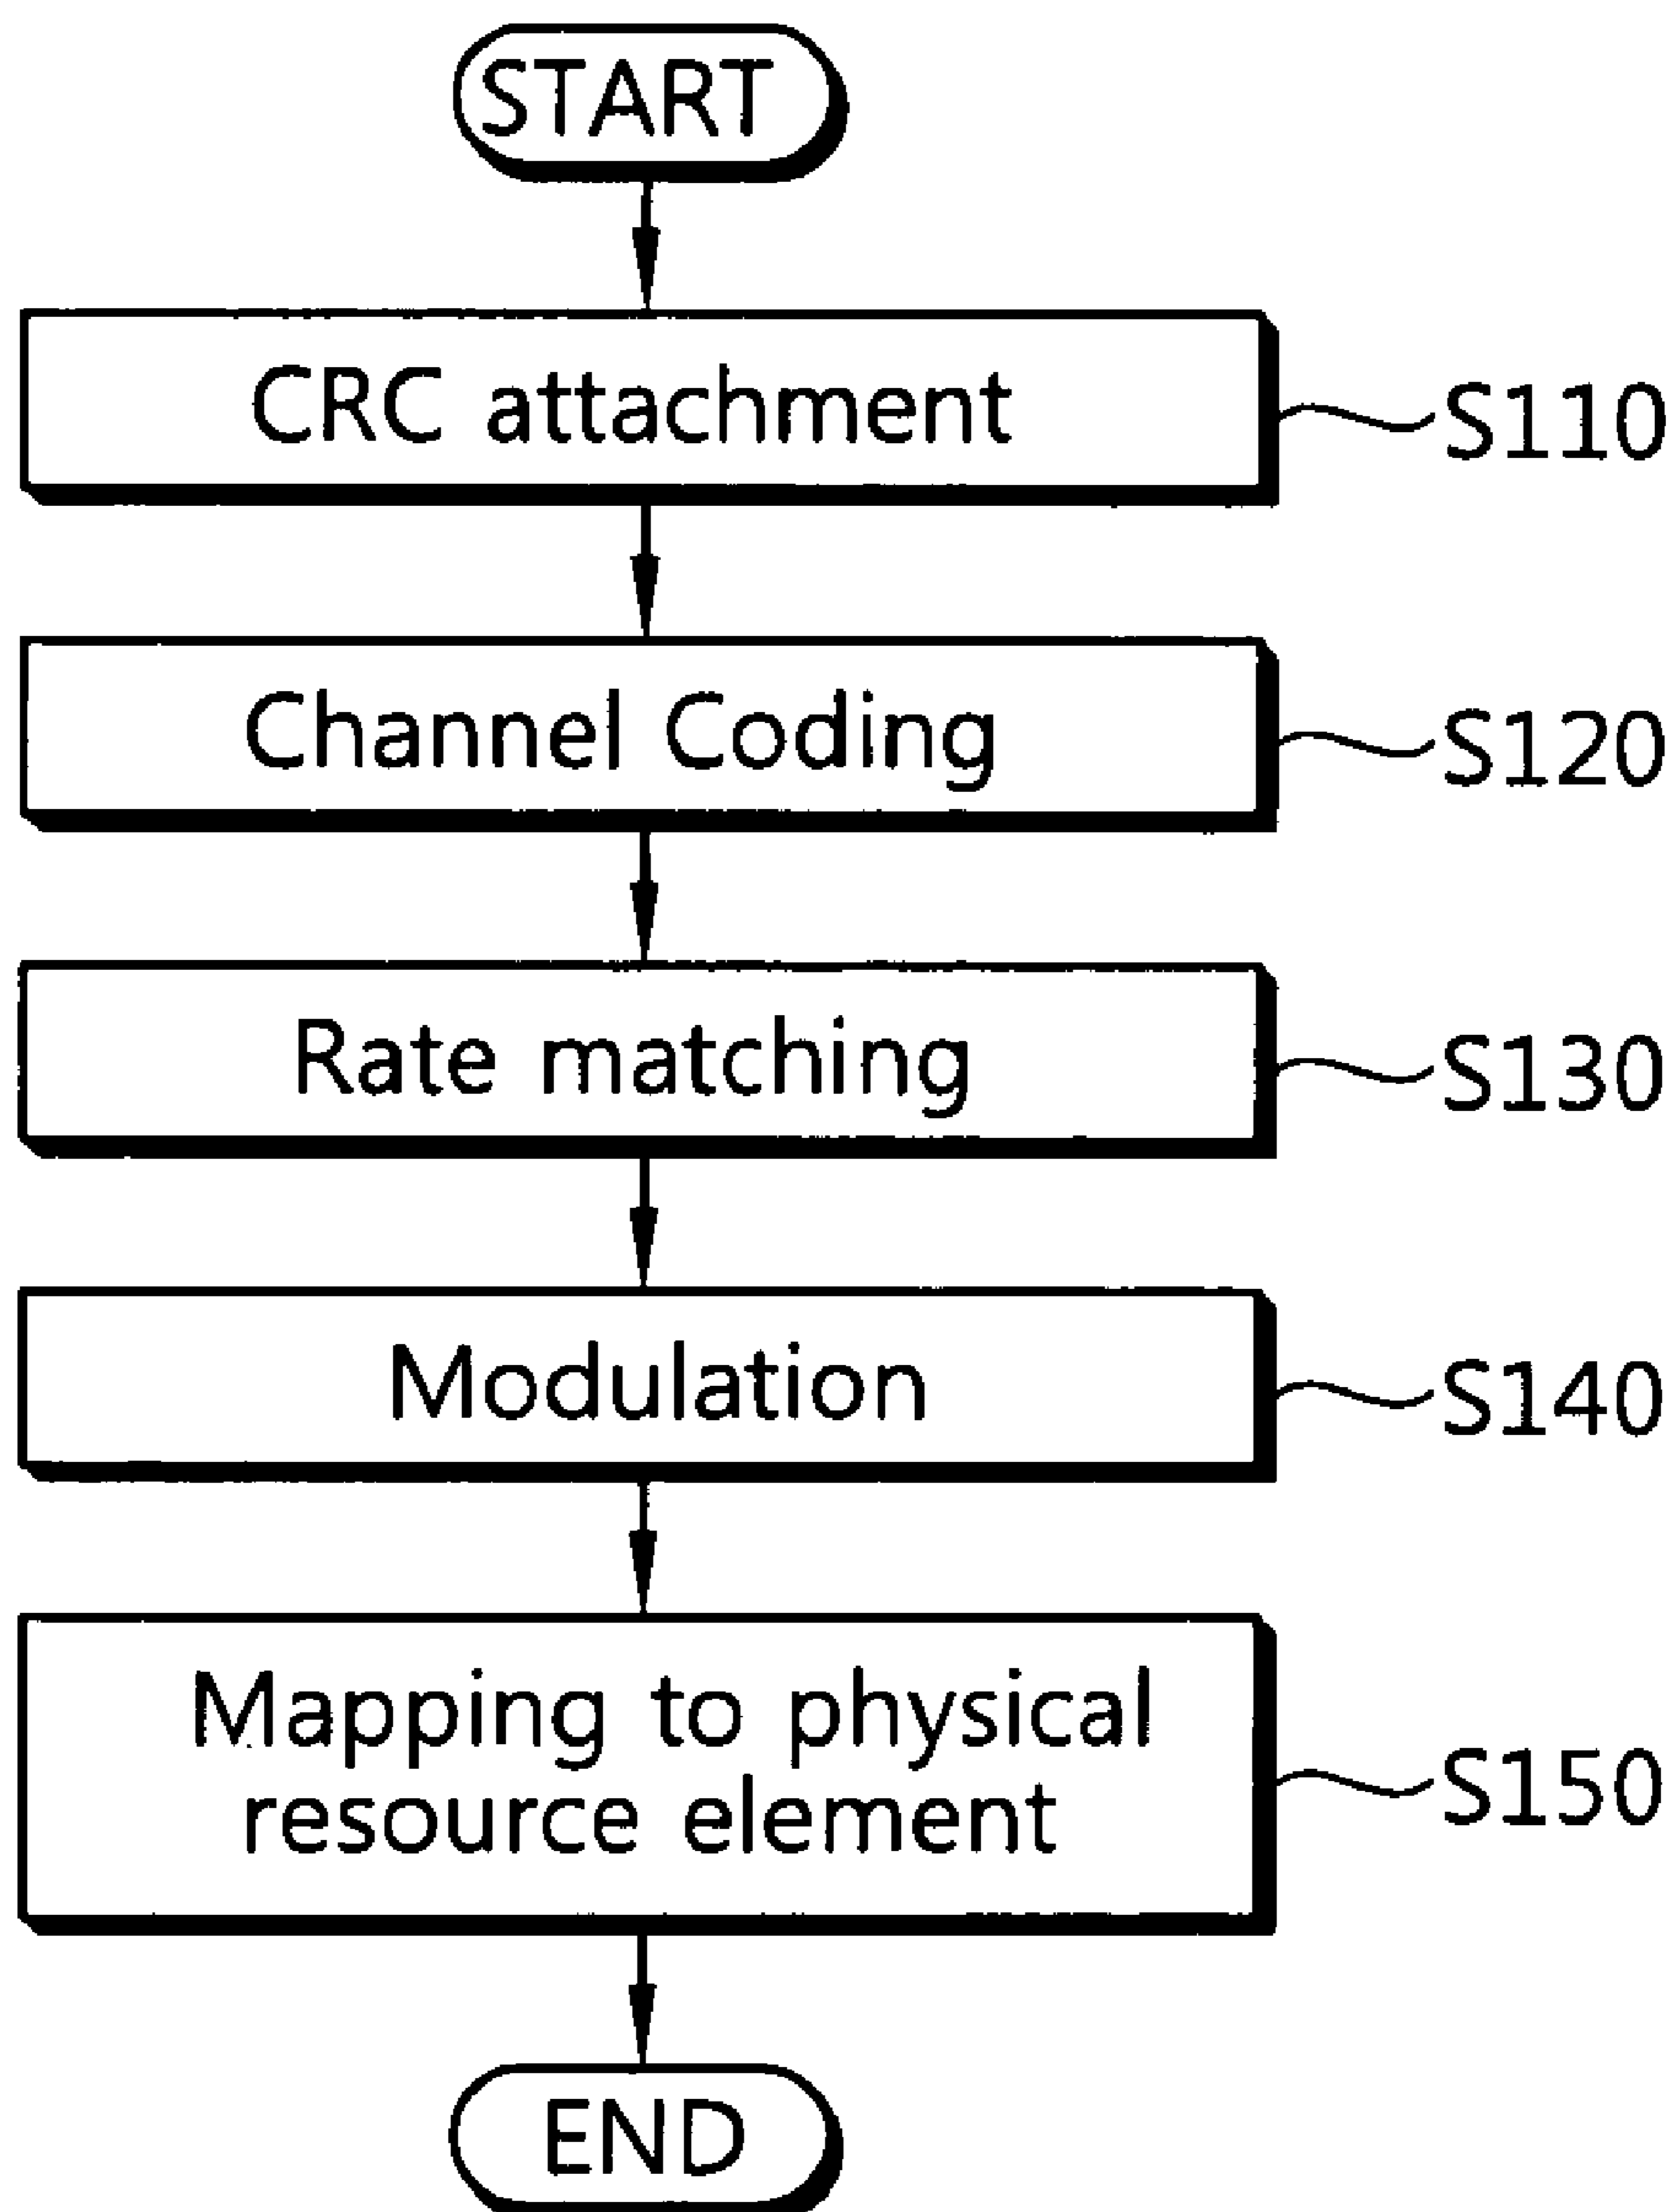 START
CRC attachment
S110
Channel Coding
S120
Rate matching
S130
Modulation
S140
Mapping to physical
resource element
S150
END